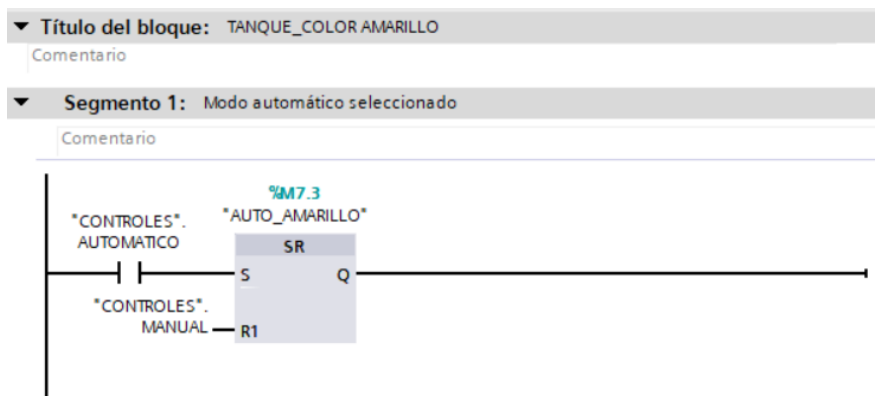 Título del bloque: TANQUE_COLOR AMARILLO
Comentario
Segmento 1: Modo automático seleccionado
Comentario
%M7.3
"AUTO_AMARILLO"
"CONTROLES".
AUTOMATICO
SR
S Q
"CONTROLES".
MANUAL
R1